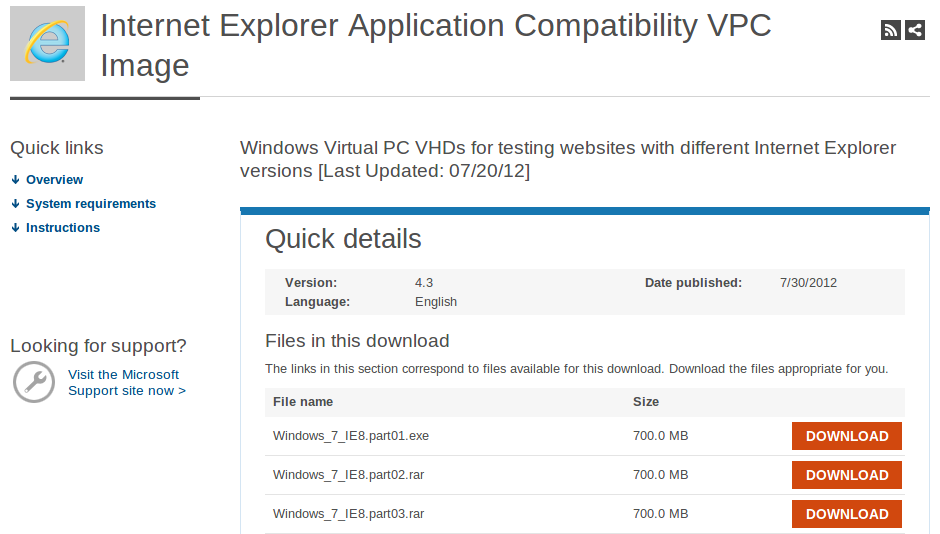 Internet Explorer Application Compatibility VPC
Image
Quick links
Overview
System requirements
Instructions
Looking for support?
Visit the Microsoft
Support site now >
Windows Virtual PC VHDs for testing websites with different Internet Explorer
versions [Last Updated: 07/20/12]
Quick details
Version: 4.3 Date published: 7/30/2012
Language: English
Files in this download
The links in this section correspond to files available for this download. Download the files appropriate for you.
File name Size
Windows_7_IE8.part01.exe 700.0 MB DOWNLOAD
Windows_7_IE8.part02.rar 700.0 MB DOWNLOAD
Windows_7_IE8.part03.rar 700.0 MB DOWNLOAD